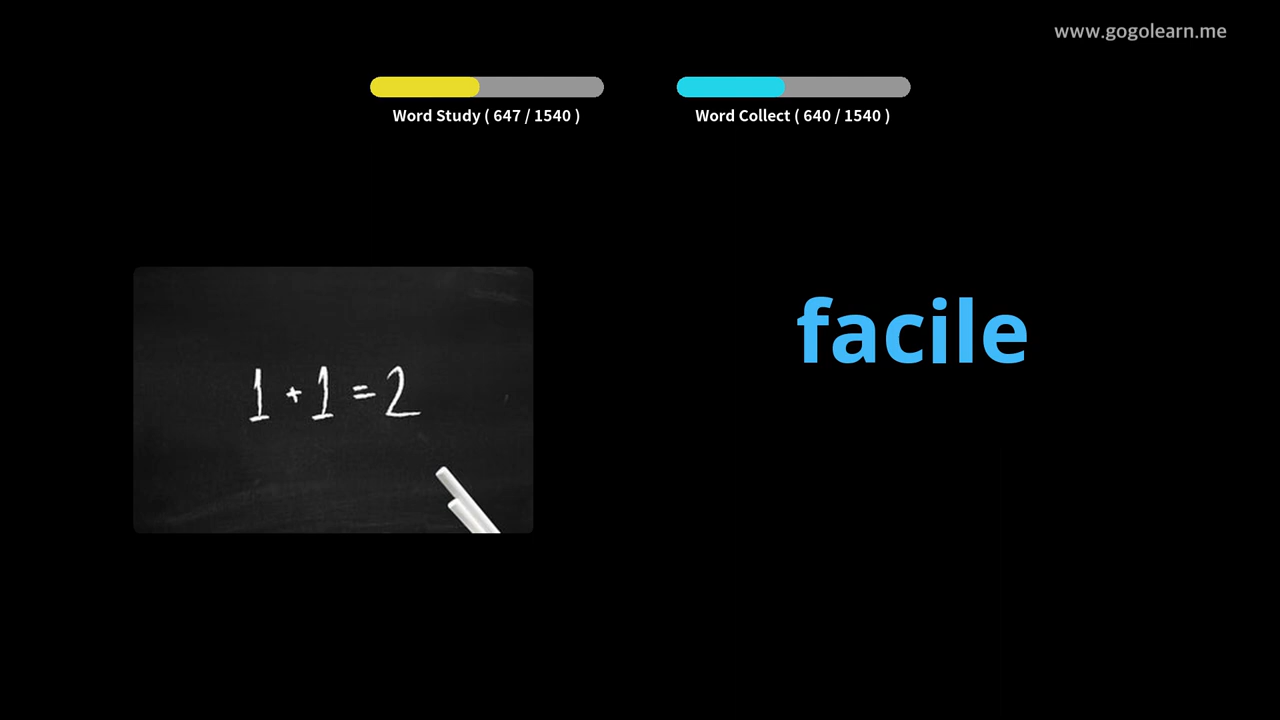 www.gogolearn.me
Word Study ( 647 / 1540 )
Word Collect ( 640 / 1540 )
1 + 1 = 2
facile